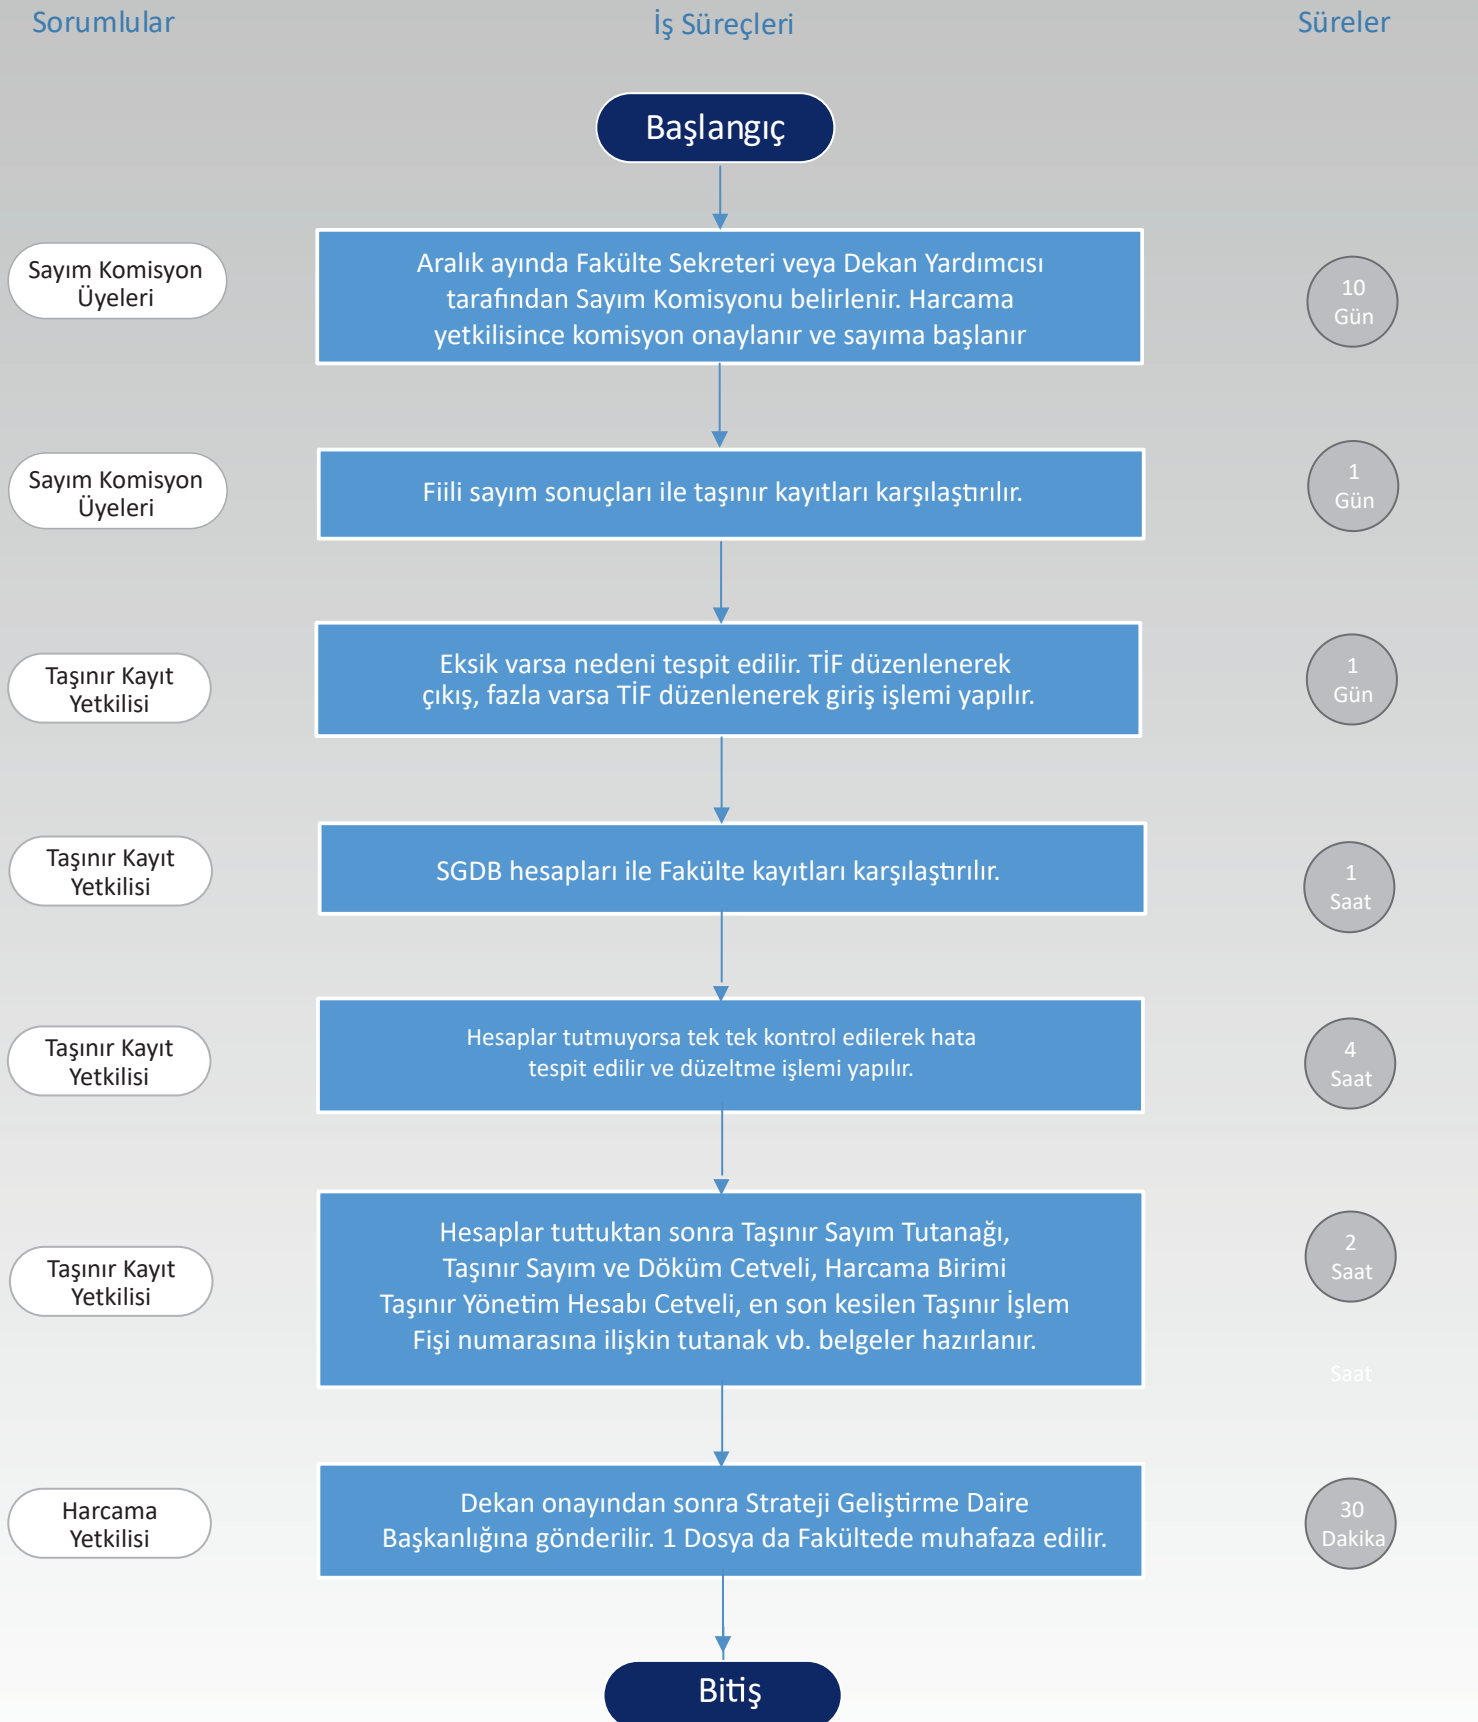 Sorumlular
İş Süreçleri
Süreler
Başlangıç
Sayım Komisyon
Üyeleri
Aralık ayında Fakülte Sekreteri veya Dekan Yardımcısı
tarafından Sayım Komisyonu belirlenir. Harcama
yetkilisince komisyon onaylanır ve sayıma başlanır
10
Gün
Sayım Komisyon
Üyeleri
Fiili sayım sonuçları ile taşınır kayıtları karşılaştırılır.
1
Gün
Taşınır Kayıt
Yetkilisi
Eksik varsa nedeni tespit edilir. TİF düzenlenerek
çıkış, fazla varsa TİF düzenlenerek giriş işlemi yapılır.
1
Gün
Taşınır Kayıt
Yetkilisi
SGDB hesapları ile Fakülte kayıtları karşılaştırılır.
1
Saat
Taşınır Kayıt
Yetkilisi
Hesaplar tutmuyorsa tek tek kontrol edilerek hata
tespit edilir ve düzeltme işlemi yapılır.
4
Saat
Taşınır Kayıt
Yetkilisi
Hesaplar tuttuktan sonra Taşınır Sayım Tutanağı,
Taşınır Sayım ve Döküm Cetveli, Harcama Birimi
Taşınır Yönetim Hesabı Cetveli, en son kesilen Taşınır İşlem
Fişi numarasına ilişkin tutanak vb. belgeler hazırlanır.
2
Saat
Saat
Harcama
Yetkilisi
Dekan onayından sonra Strateji Geliştirme Daire
Başkanlığına gönderilir. 1 Dosya da Fakültede muhafaza edilir.
30
Dakika
Bitiş